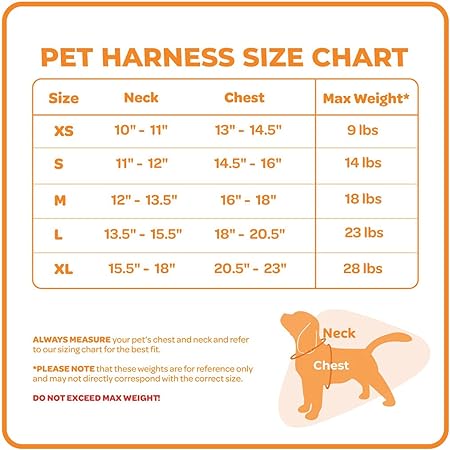 PET HARNESS SIZE CHART
Size Neck Chest Max Weight*
XS 10" - 11" 13" - 14.5" 9 lbs
S 11" - 12" 14.5" - 16" 14 lbs
M 12" - 13.5" 16" - 18" 18 lbs
L 13.5" - 15.5" 18" - 20.5" 23 lbs
XL 15.5" - 18" 20.5" - 23" 28 lbs
ALWAYS MEASURE your pet's chest and neck and refer
to our sizing chart for the best fit.
*PLEASE NOTE that these weights are for reference only
and may not directly correspond with the correct size.
DO NOT EXCEED MAX WEIGHT!
Neck
Chest